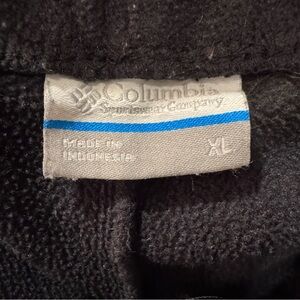 Columbia
Sportswear Company
MADE IN
INDONESIA
XL